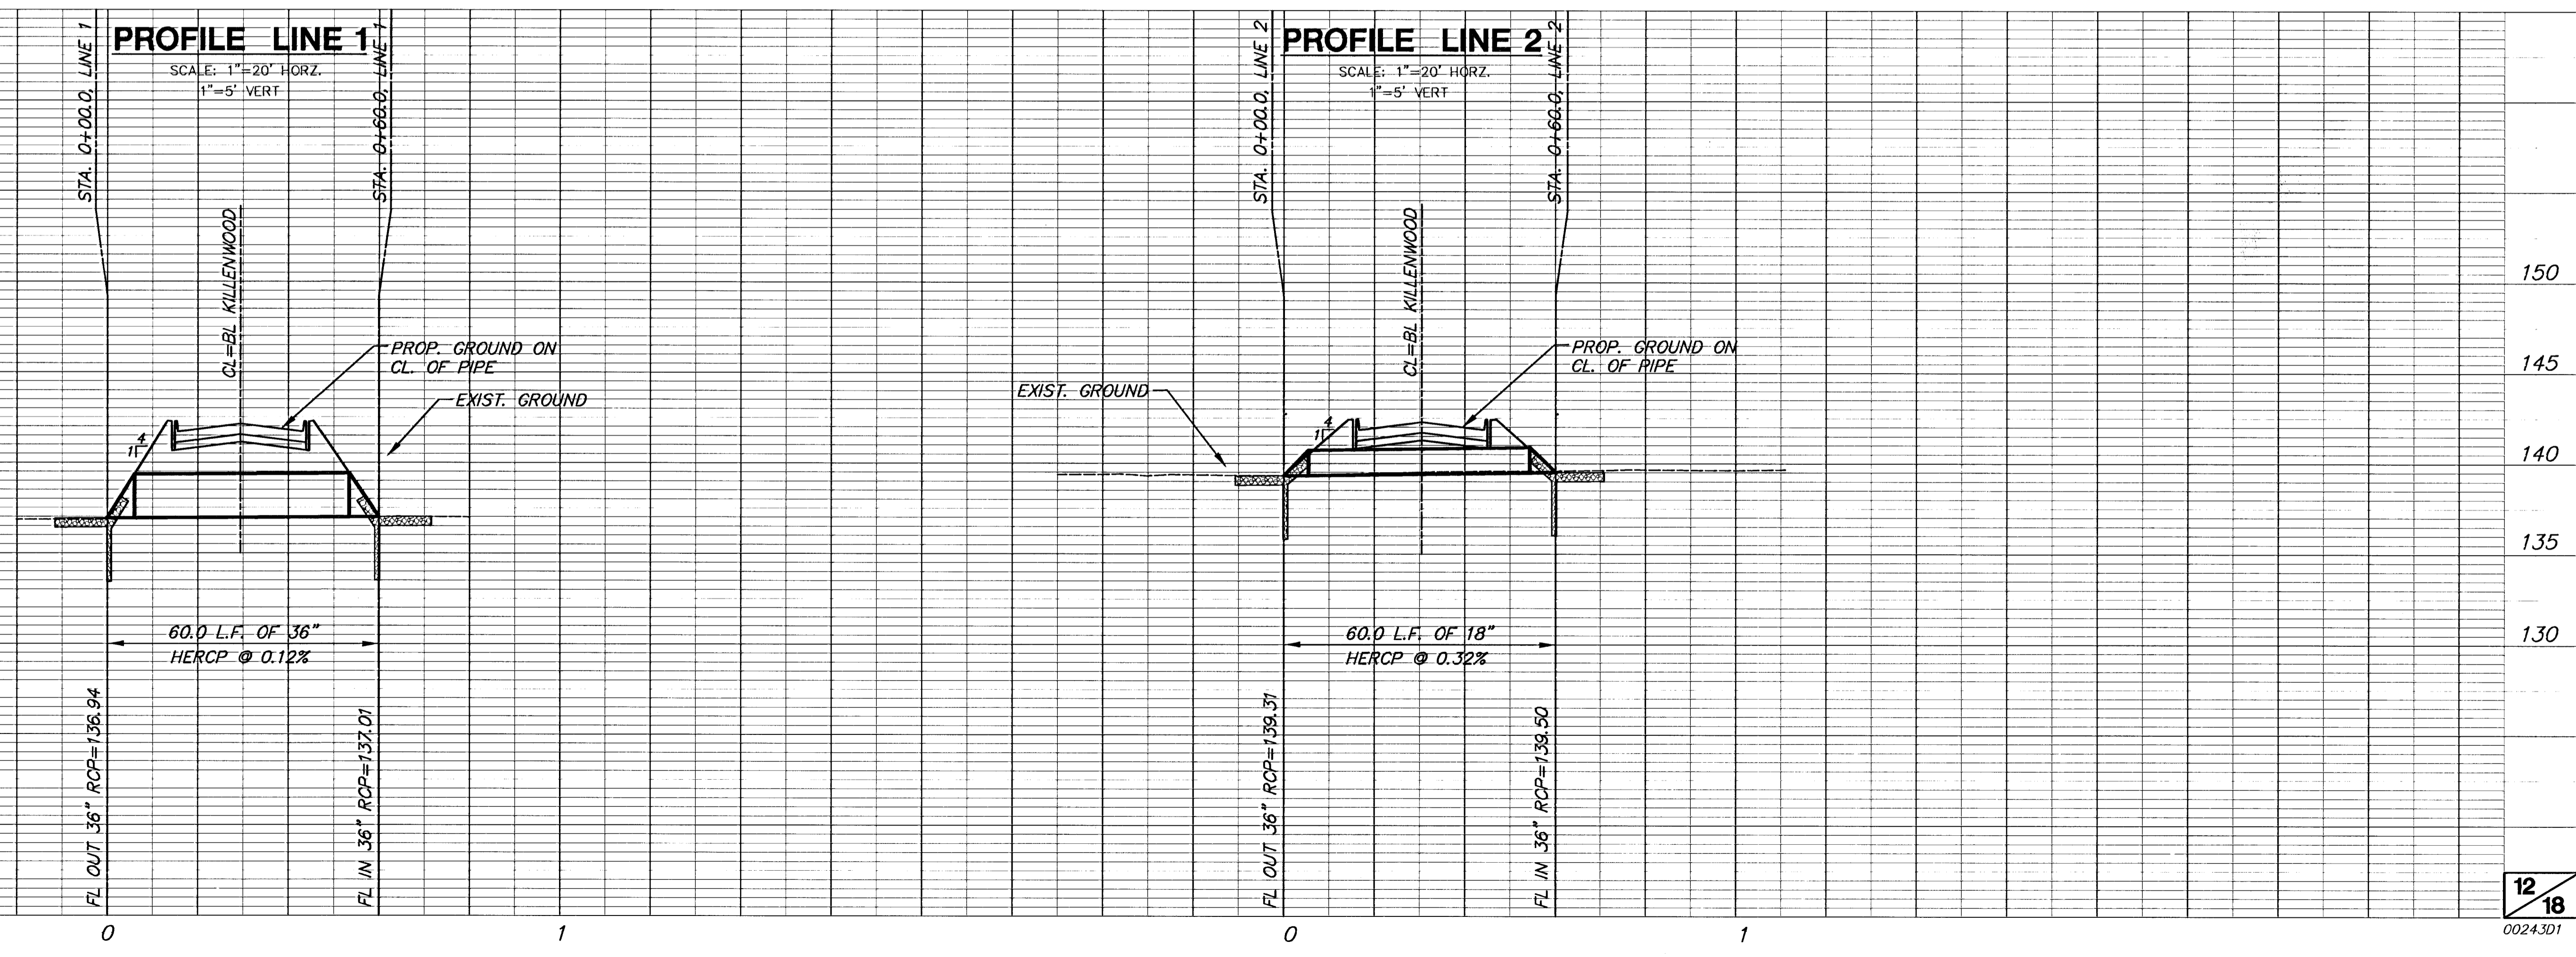 PROFILE LINE 1
SCALE: 1"=20' HORZ.
1"=5' VERT
STA. 0+00.0, LINE 1
STA. 0+60.0, LINE 1
CL=BL KILLENWOOD
PROP. GROUND ON
CL. OF PIPE
EXIST. GROUND
4
1
60.0 L.F. OF 36"
HERCP @ 0.12%
FL OUT 36" RCP=136.94
FL IN 36" RCP=137.01
0
1
PROFILE LINE 2
SCALE: 1"=20' HORZ.
1"=5' VERT
STA. 0+00.0, LINE 2
STA. 0+60.0, LINE 2
CL=BL KILLENWOOD
PROP. GROUND ON
CL. OF PIPE
EXIST. GROUND
4
1
60.0 L.F. OF 18"
HERCP @ 0.32%
FL OUT 36" RCP=139.31
FL IN 36" RCP=139.50
0
1
150
145
140
135
130
12
18
00243D1